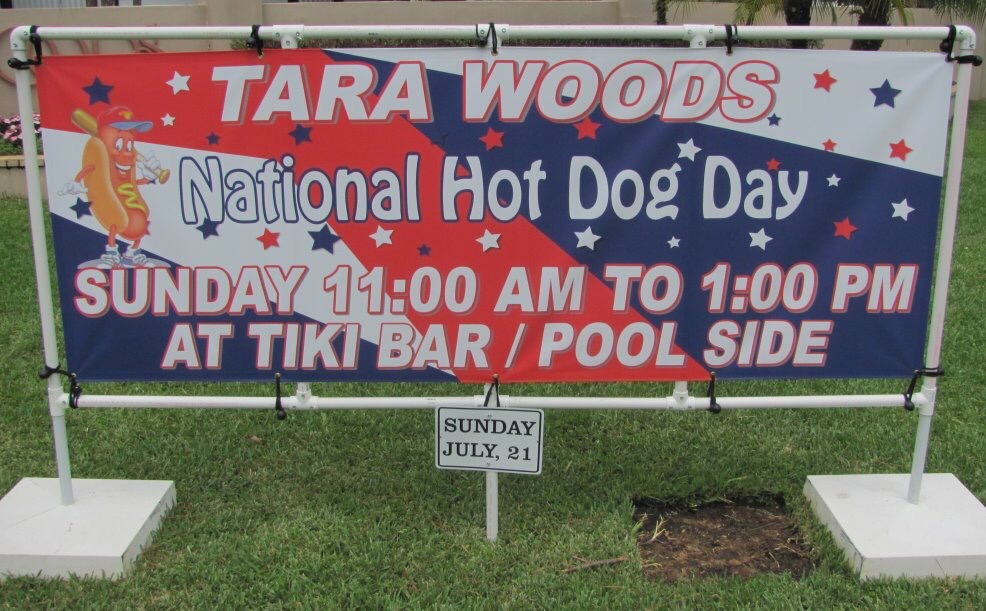 TARA WOODS
National Hot Dog Day
SUNDAY 11:00 AM TO 1:00 PM
AT TIKI BAR / POOL SIDE
SUNDAY
JULY, 21